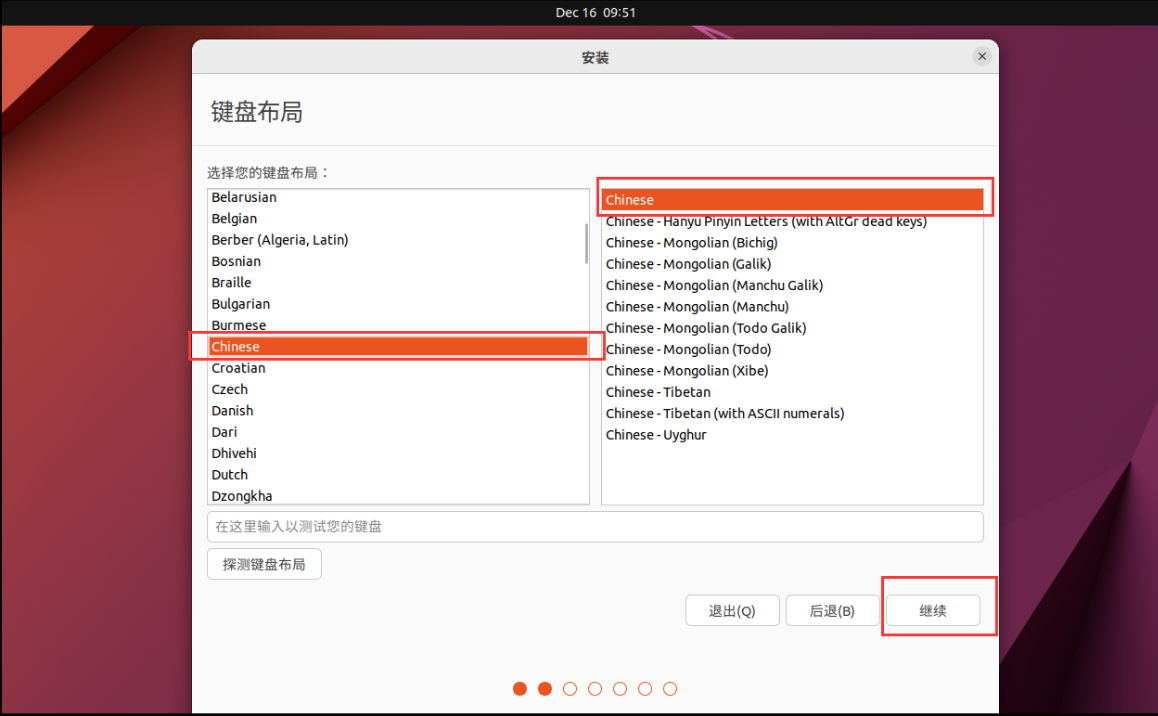 Dec 16 09:51
安装
键盘布局
选择您的键盘布局：
Belarusian
Belgian
Berber (Algeria, Latin)
Bosnian
Braille
Bulgarian
Burmese
Chinese
Croatian
Czech
Danish
Dari
Dhivehi
Dutch
Dzongkha
Chinese
Chinese - Hanyu Pinyin Letters (with AltGr dead keys)
Chinese - Mongolian (Bichig)
Chinese - Mongolian (Galik)
Chinese - Mongolian (Manchu Galik)
Chinese - Mongolian (Manchu)
Chinese - Mongolian (Todo Galik)
Chinese - Mongolian (Todo)
Chinese - Mongolian (Xibe)
Chinese - Tibetan
Chinese - Tibetan (with ASCII numerals)
Chinese - Uyghur
在这里输入以测试您的键盘
探测键盘布局
退出(Q)
后退(B)
继续